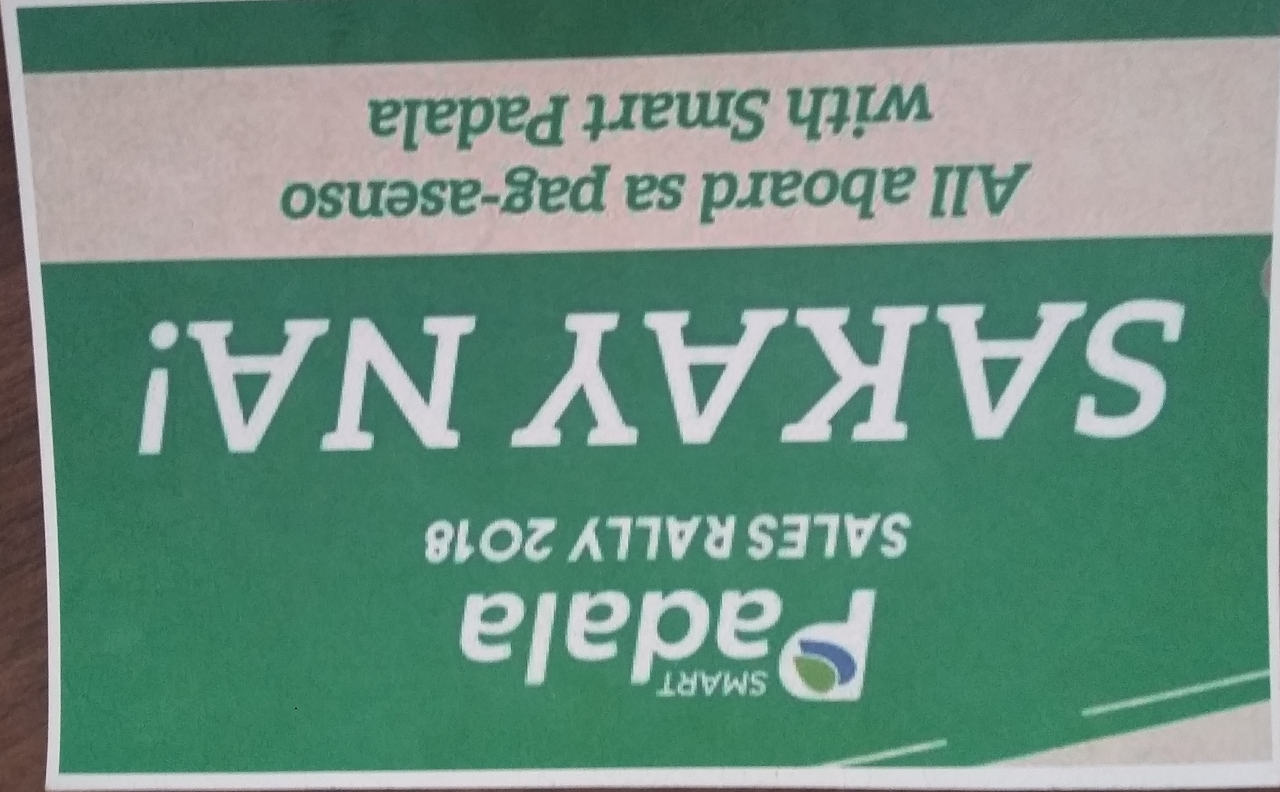 SMART
Padala
SALES RALLY 2018
SAKAY NA!
All aboard sa pag-asenso
with Smart Padala